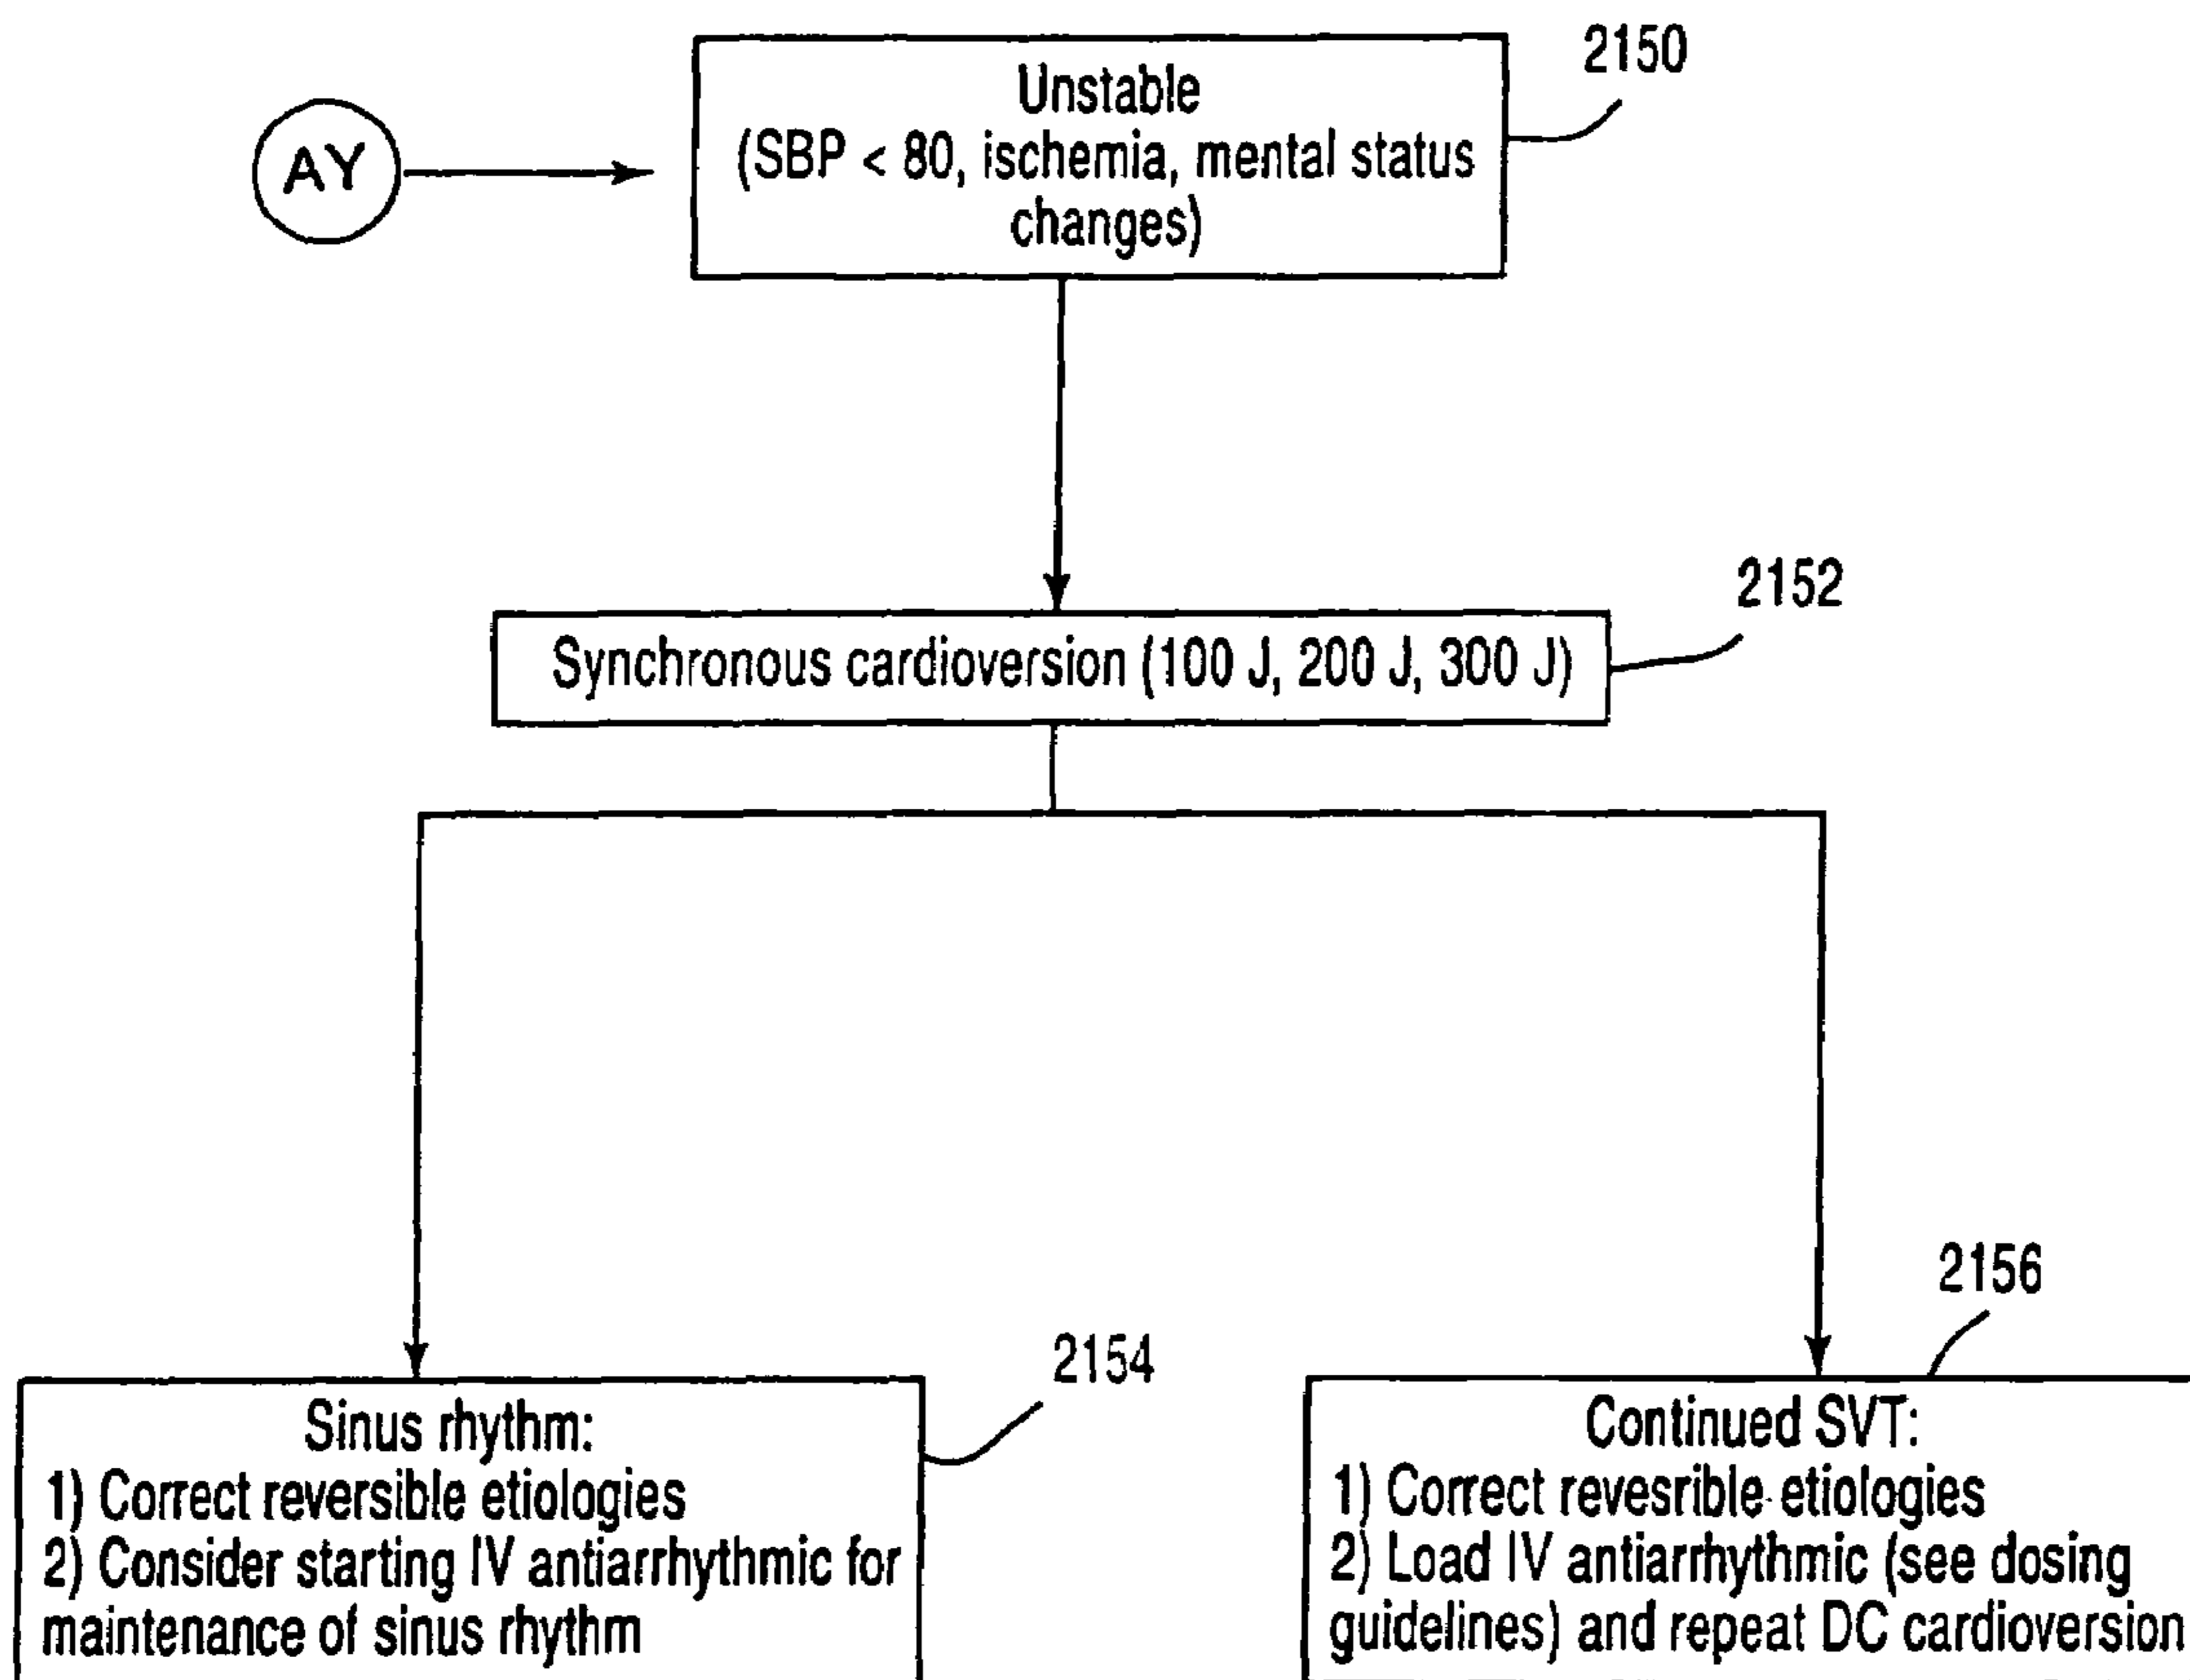 2150
Unstable
AY
(SBP < 80, ischemia, mental status
changes)
2152
Synchronous cardioversion (100 J, 200 J, 300 J)
2154
Sinus rhythm:
1) Correct reversible etiologies
2) Consider starting IV antiarrhythmic for
maintenance of sinus rhythm
2156
Continued SVT:
1) Correct revesrible etiologies
2) Load IV antiarrhythmic (see dosing
guidelines) and repeat DC cardioversion